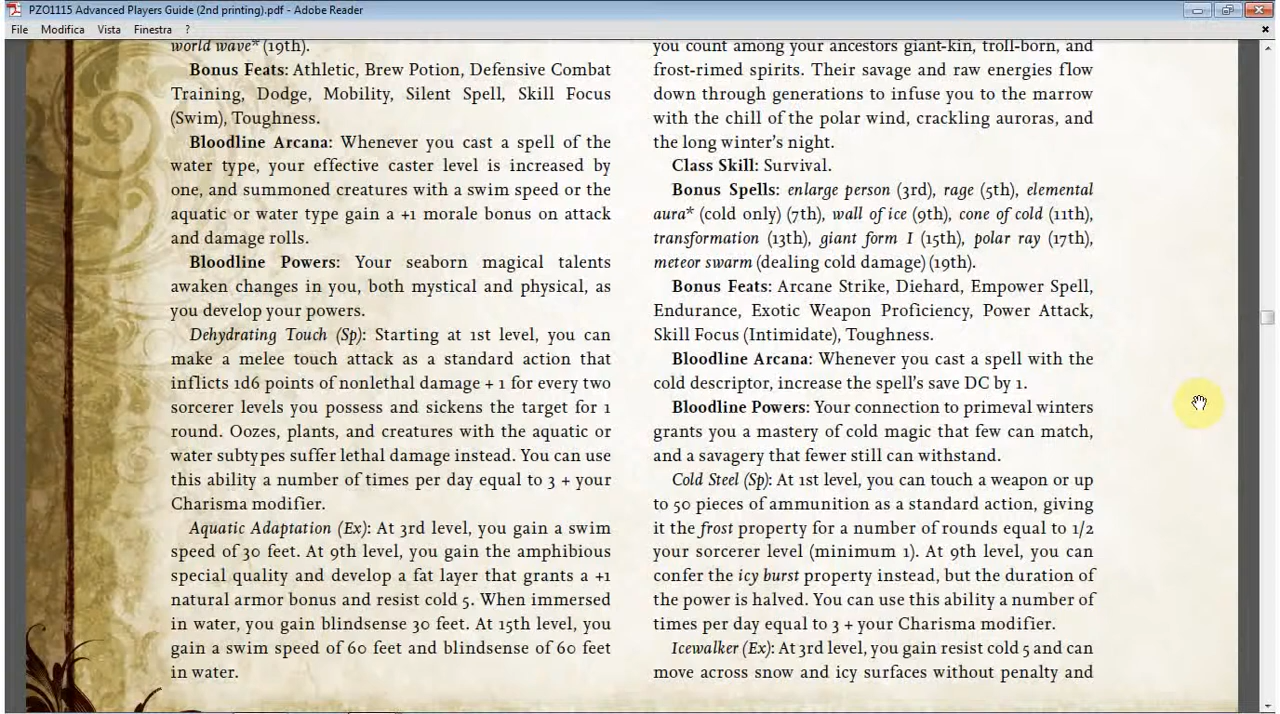 PZO1115 Advanced Players Guide (2nd printing).pdf - Adobe Reader
File Modifica Vista Finestra ?
world wave* (19th).
Bonus Feats: Athletic, Brew Potion, Defensive Combat
Training, Dodge, Mobility, Silent Spell, Skill Focus
(Swim), Toughness.
Bloodline Arcana: Whenever you cast a spell of the
water type, your effective caster level is increased by
one, and summoned creatures with a swim speed or the
aquatic or water type gain a +1 morale bonus on attack
and damage rolls.
Bloodline Powers: Your seaborn magical talents
awaken changes in you, both mystical and physical, as
you develop your powers.
Dehydrating Touch (Sp): Starting at 1st level, you can
make a melee touch attack as a standard action that
inflicts 1d6 points of nonlethal damage + 1 for every two
sorcerer levels you possess and sickens the target for 1
round. Oozes, plants, and creatures with the aquatic or
water subtypes suffer lethal damage instead. You can use
this ability a number of times per day equal to 3 + your
Charisma modifier.
Aquatic Adaptation (Ex): At 3rd level, you gain a swim
speed of 30 feet. At 9th level, you gain the amphibious
special quality and develop a fat layer that grants a +1
natural armor bonus and resist cold 5. When immersed
in water, you gain blindsense 30 feet. At 15th level, you
gain a swim speed of 60 feet and blindsense of 60 feet
in water.
you count among your ancestors giant-kin, troll-born, and
frost-rimed spirits. Their savage and raw energies flow
down through generations to infuse you to the marrow
with the chill of the polar wind, crackling auroras, and
the long winter's night.
Class Skill: Survival.
Bonus Spells: enlarge person (3rd), rage (5th), elemental
aura* (cold only) (7th), wall of ice (9th), cone of cold (11th),
transformation (13th), giant form I (15th), polar ray (17th),
meteor swarm (dealing cold damage) (19th).
Bonus Feats: Arcane Strike, Diehard, Empower Spell,
Endurance, Exotic Weapon Proficiency, Power Attack,
Skill Focus (Intimidate), Toughness.
Bloodline Arcana: Whenever you cast a spell with the
cold descriptor, increase the spell's save DC by 1.
Bloodline Powers: Your connection to primeval winters
grants you a mastery of cold magic that few can match,
and a savagery that fewer still can withstand.
Cold Steel (Sp): At 1st level, you can touch a weapon or up
to 50 pieces of ammunition as a standard action, giving
it the frost property for a number of rounds equal to 1/2
your sorcerer level (minimum 1). At 9th level, you can
confer the icy burst property instead, but the duration of
the power is halved. You can use this ability a number of
times per day equal to 3 + your Charisma modifier.
Icewalker (Ex): At 3rd level, you gain resist cold 5 and can
move across snow and icy surfaces without penalty and